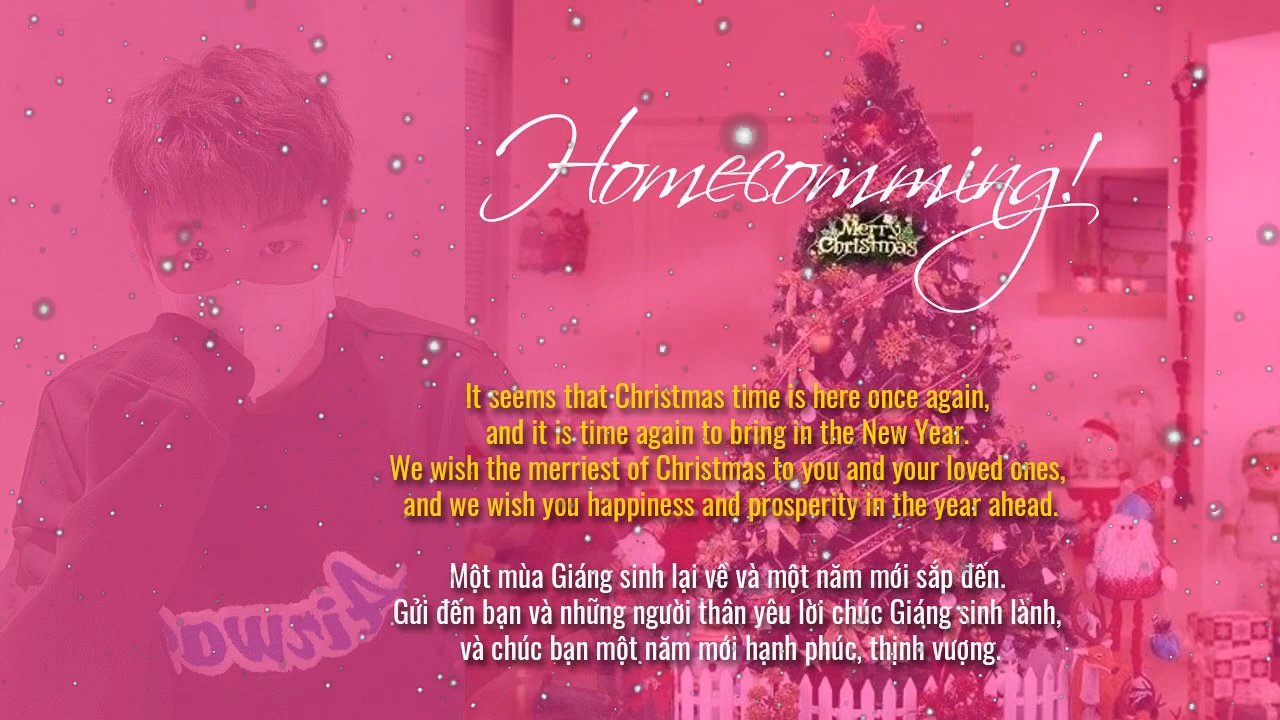 Homecomming!
Merry
Christmas
It seems that Christmas time is here once again,
and it is time again to bring in the New Year.
We wish the merriest of Christmas to you and your loved ones,
and we wish you happiness and prosperity in the year ahead.
Một mùa Giáng sinh lại về và một năm mới sắp đến.
Gửi đến bạn và những người thân yêu lời chúc Giáng sinh lành,
và chúc bạn một năm mới hạnh phúc, thịnh vượng.